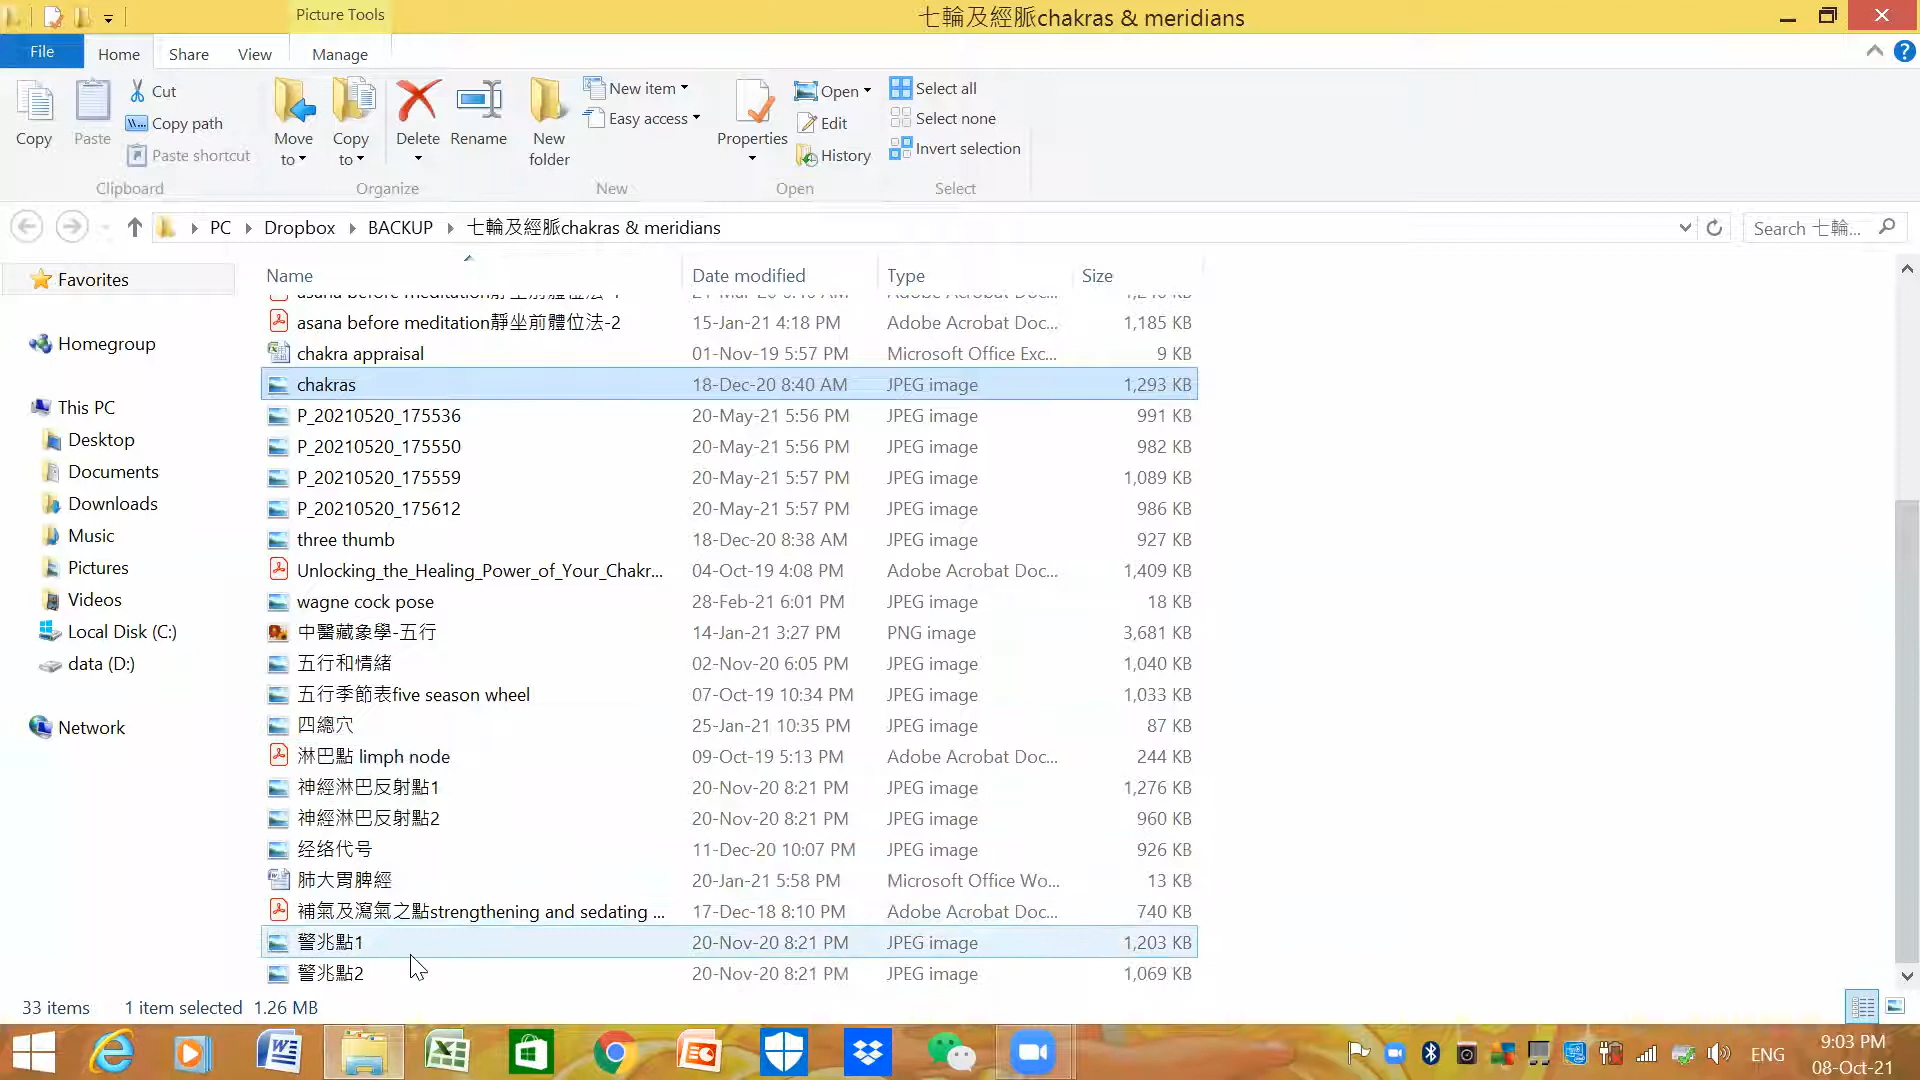 Picture Tools
七輪及經脈chakras & meridians
File
Home
Share
View
Manage
Copy
Paste
Cut
Copy path
Paste shortcut
Clipboard
Move to
Copy to
Delete
Rename
Organize
New folder
New item
Easy access
New
Properties
Open
Edit
History
Open
Select all
Select none
Invert selection
Select
PC
Dropbox
BACKUP
七輪及經脈chakras & meridians
Search 七輪...
Favorites
Homegroup
This PC
Desktop
Documents
Downloads
Music
Pictures
Videos
Local Disk (C:)
data (D:)
Network
Name Date modified Type Size
asana before meditation靜坐前體位法-2 15-Jan-21 4:18 PM Adobe Acrobat Doc... 1,185 KB
chakra appraisal 01-Nov-19 5:57 PM Microsoft Office Exc... 9 KB
chakras 18-Dec-20 8:40 AM JPEG image 1,293 KB
P_20210520_175536 20-May-21 5:56 PM JPEG image 991 KB
P_20210520_175550 20-May-21 5:56 PM JPEG image 982 KB
P_20210520_175559 20-May-21 5:57 PM JPEG image 1,089 KB
P_20210520_175612 20-May-21 5:57 PM JPEG image 986 KB
three thumb 18-Dec-20 8:38 AM JPEG image 927 KB
Unlocking_the_Healing_Power_of_Your_Chakr... 04-Oct-19 4:08 PM Adobe Acrobat Doc... 1,409 KB
wagne cock pose 28-Feb-21 6:01 PM JPEG image 18 KB
中醫藏象學-五行 14-Jan-21 3:27 PM PNG image 3,681 KB
五行和情緒 02-Nov-20 6:05 PM JPEG image 1,040 KB
五行季節表five season wheel 07-Oct-19 10:34 PM JPEG image 1,033 KB
四總穴 25-Jan-21 10:35 PM JPEG image 87 KB
淋巴點 limph node 09-Oct-19 5:13 PM Adobe Acrobat Doc... 244 KB
神經淋巴反射點1 20-Nov-20 8:21 PM JPEG image 1,276 KB
神經淋巴反射點2 20-Nov-20 8:21 PM JPEG image 960 KB
经络代号 11-Dec-20 10:07 PM JPEG image 926 KB
肺大胃脾經 20-Jan-21 5:58 PM Microsoft Office Wo... 13 KB
補氣及瀉氣之點strengthening and sedating ... 17-Dec-18 8:10 PM Adobe Acrobat Doc... 740 KB
警兆點1 20-Nov-20 8:21 PM JPEG image 1,203 KB
警兆點2 20-Nov-20 8:21 PM JPEG image 1,069 KB
33 items 1 item selected 1.26 MB
ENG
9:03 PM
08-Oct-21